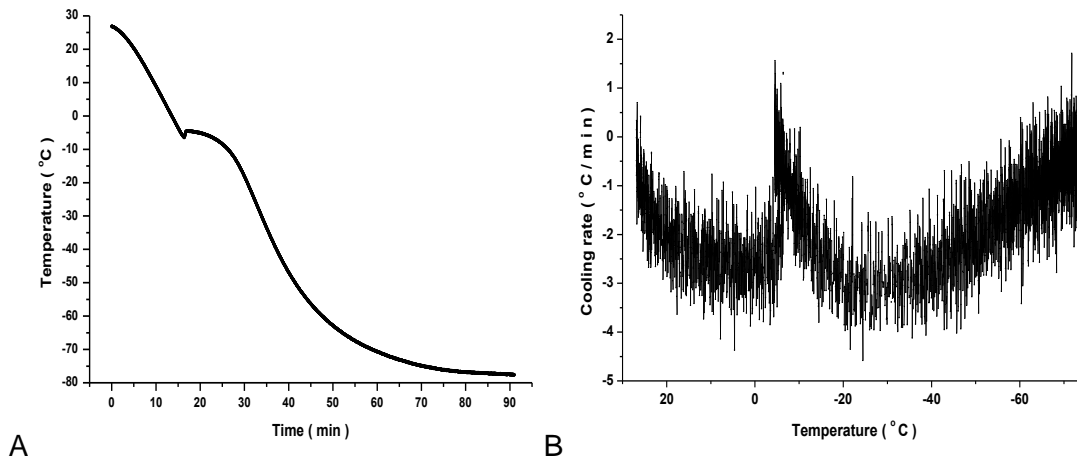 30
20
10
0
-10
-20
-30
-40
-50
-60
-70
-80
Temperature ( °C )
0 10 20 30 40 50 60 70 80 90
Time ( min )
A
2
1
0
-1
-2
-3
-4
-5
Cooling rate ( ° C / m i n )
20 0 -20 -40 -60
Temperature ( °C )
B